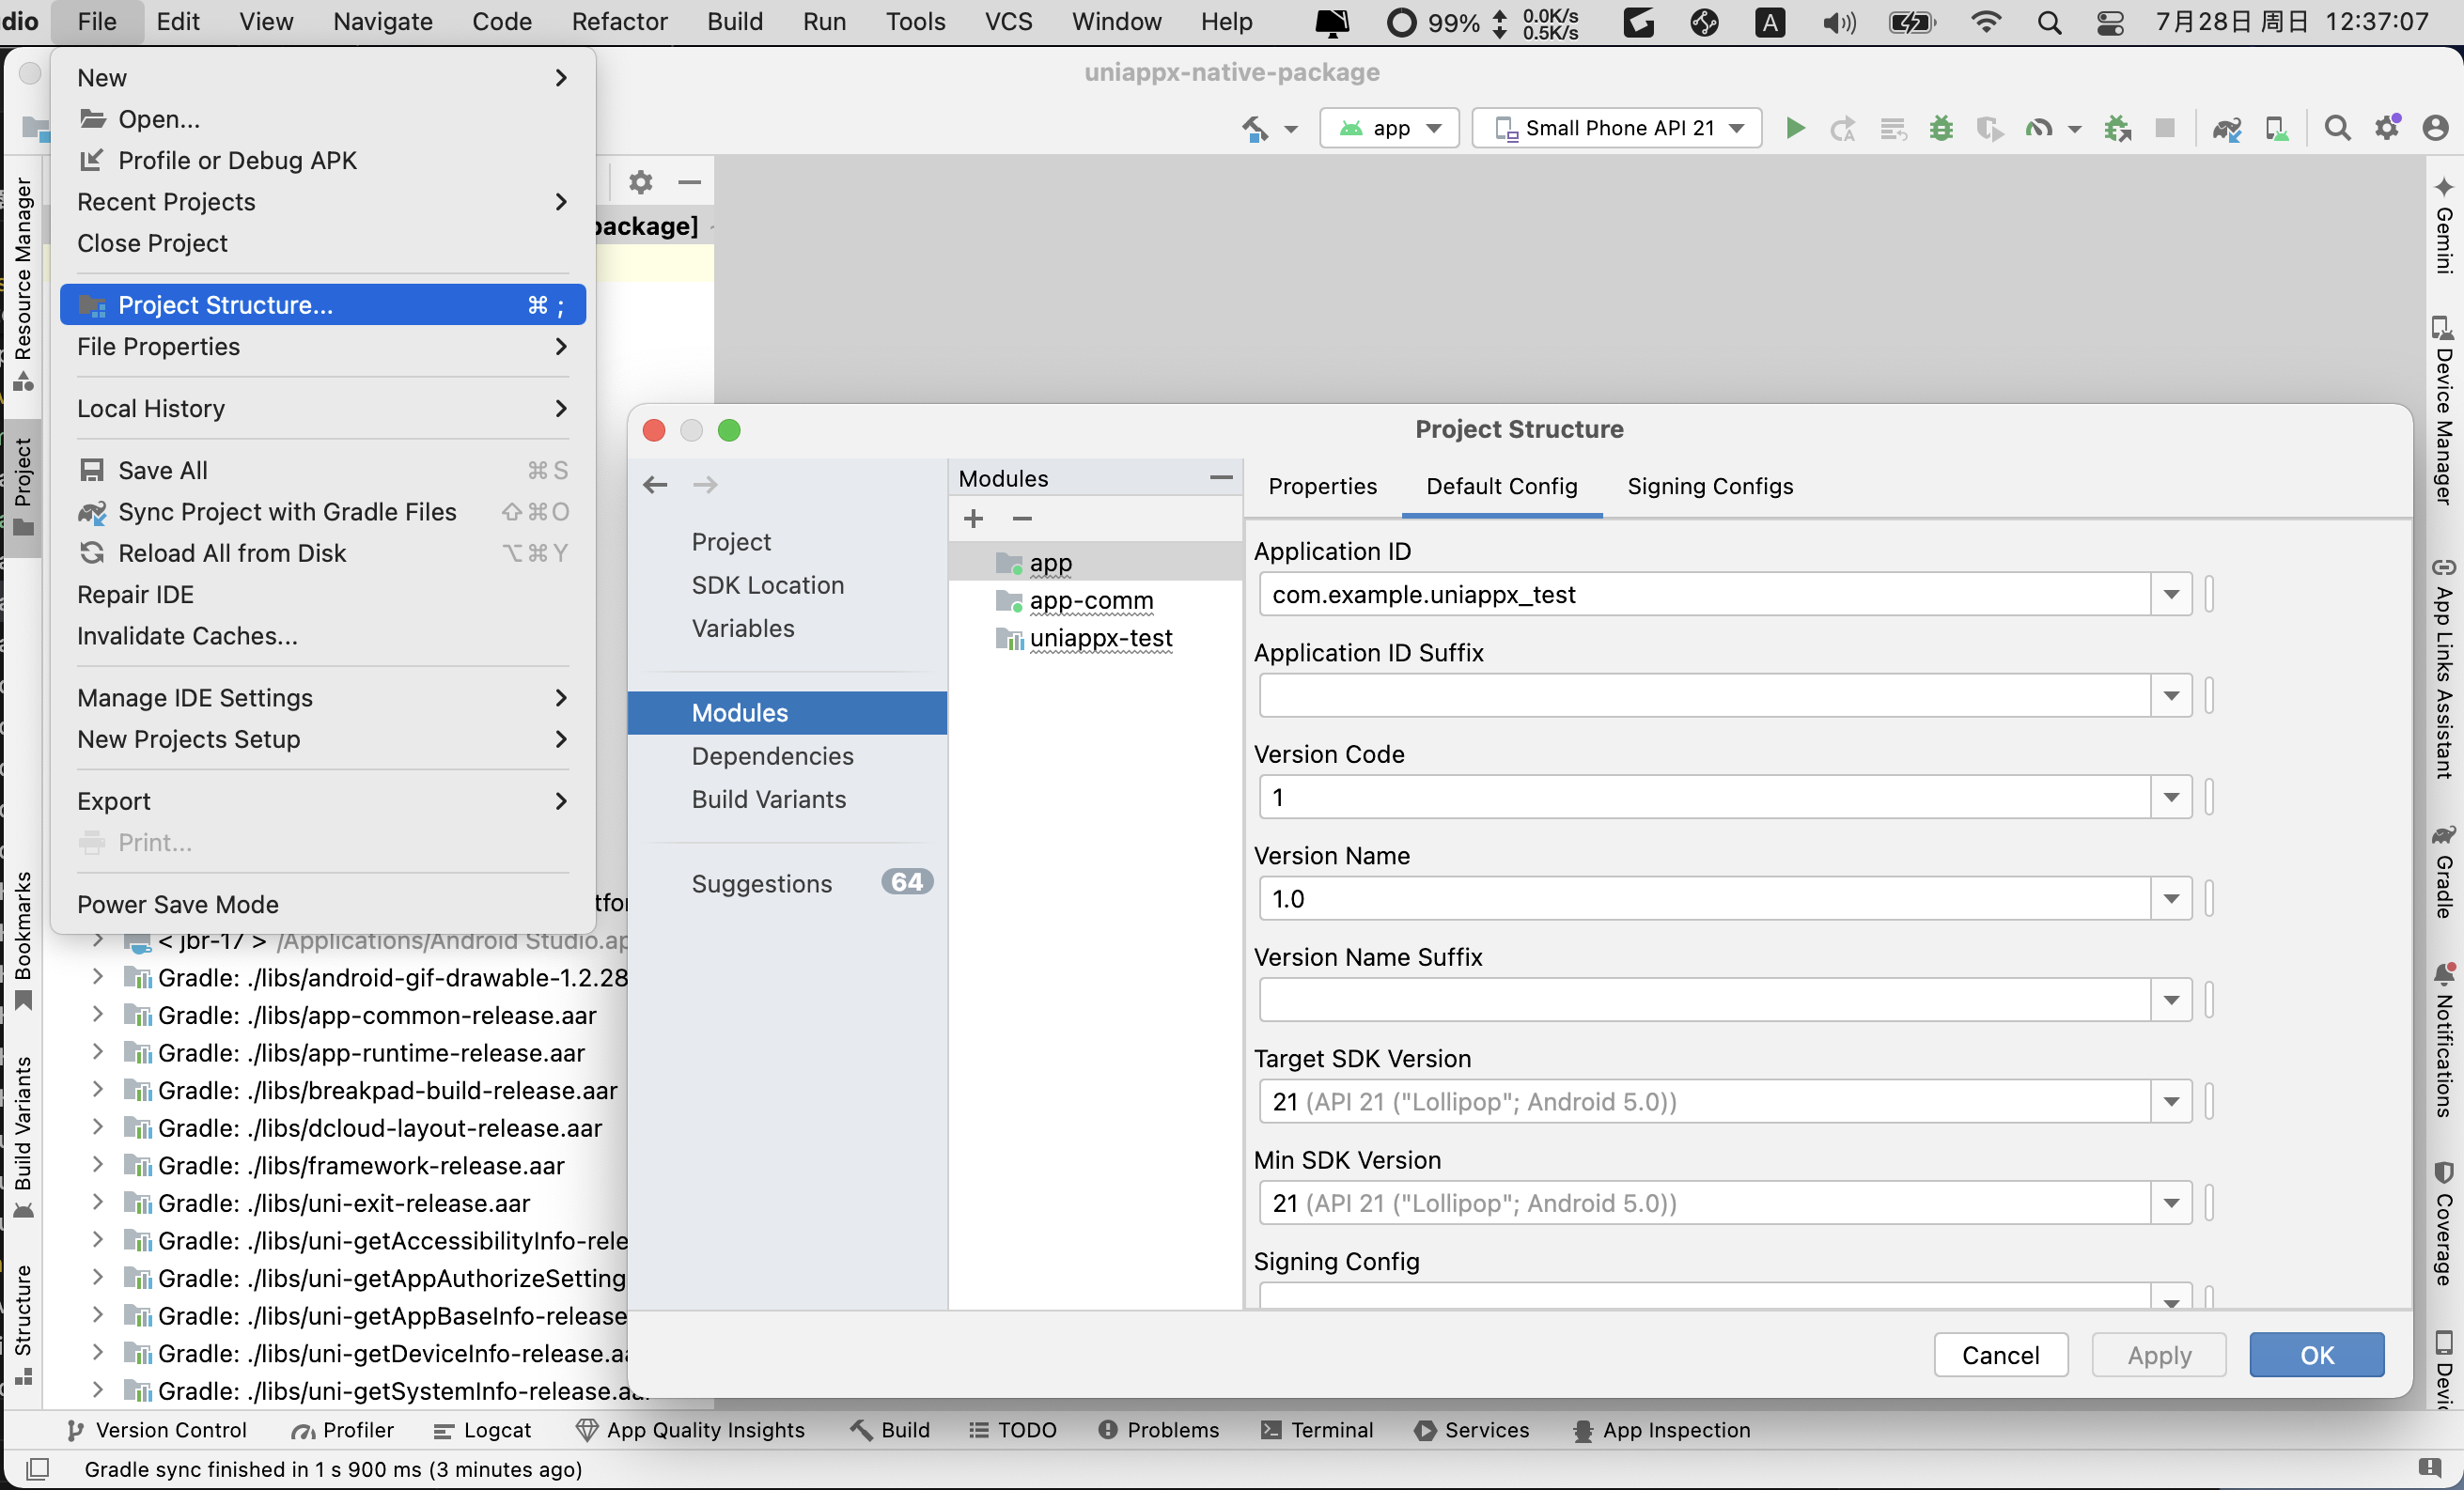 dio File Edit View Navigate Code Refactor Build Run Tools VCS Window Help 99% 0.0K/s 0.5K/s A 7月28日 周日 12:37:07
uniappx-native-package
app Small Phone API 21
New
Open...
Profile or Debug APK
Recent Projects
Close Project
Project Structure... ⌘ ;
File Properties
Local History
Save All ⌘ S
Sync Project with Gradle Files ⇧⌘O
Reload All from Disk ⌥⌘Y
Repair IDE
Invalidate Caches...
Manage IDE Settings
New Projects Setup
Export
Print...
Power Save Mode
Resource Manager
Project
Bookmarks
Build Variants
Structure
package]
< jbr-17 > /Applications/Android Studio.ap
Gradle: ./libs/android-gif-drawable-1.2.28
Gradle: ./libs/app-common-release.aar
Gradle: ./libs/app-runtime-release.aar
Gradle: ./libs/breakpad-build-release.aar
Gradle: ./libs/dcloud-layout-release.aar
Gradle: ./libs/framework-release.aar
Gradle: ./libs/uni-exit-release.aar
Gradle: ./libs/uni-getAccessibilityInfo-rele
Gradle: ./libs/uni-getAppAuthorizeSetting
Gradle: ./libs/uni-getAppBaseInfo-release
Gradle: ./libs/uni-getDeviceInfo-release.aa
Gradle: ./libs/uni-getSystemInfo-release.aar
Project Structure
Project
SDK Location
Variables
Modules
Dependencies
Build Variants
Suggestions 64
Modules
app
app-comm
uniappx-test
Properties Default Config Signing Configs
Application ID
com.example.uniappx_test
Application ID Suffix
Version Code
1
Version Name
1.0
Version Name Suffix
Target SDK Version
21 (API 21 ("Lollipop"; Android 5.0))
Min SDK Version
21 (API 21 ("Lollipop"; Android 5.0))
Signing Config
Cancel Apply OK
Gemini
Device Manager
App Links Assistant
Gradle
Notifications
Coverage
Devic
Version Control Profiler Logcat App Quality Insights Build TODO Problems Terminal Services App Inspection
Gradle sync finished in 1 s 900 ms (3 minutes ago)